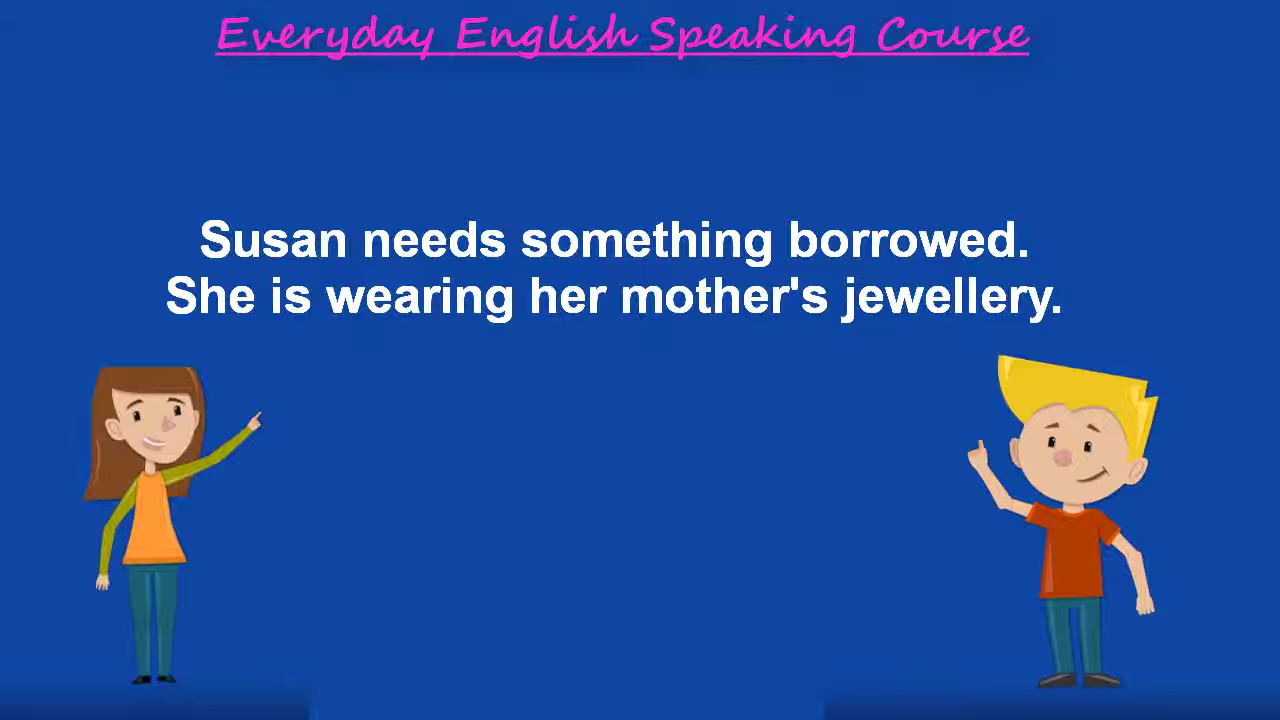 Everyday English Speaking Course
Susan needs something borrowed.
She is wearing her mother's jewellery.